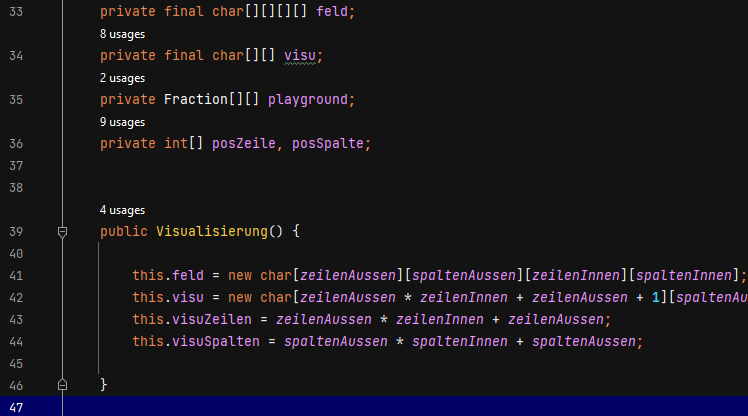 33 private final char[][][][] feld;
8 usages
34 private final char[][] visu;
2 usages
35 private Fraction[][] playground;
9 usages
36 private int[] posZeile, posSpalte;
37
38
4 usages
39 public Visualisierung() {
40
41 this.feld = new char[zeilenAussen][spaltenAussen][zeilenInnen][spaltenInnen];
42 this.visu = new char[zeilenAussen * zeilenInnen + zeilenAussen + 1][spaltenAu
43 this.visuZeilen = zeilenAussen * zeilenInnen + zeilenAussen;
44 this.visuSpalten = spaltenAussen * spaltenInnen + spaltenAussen;
45
46 }
47